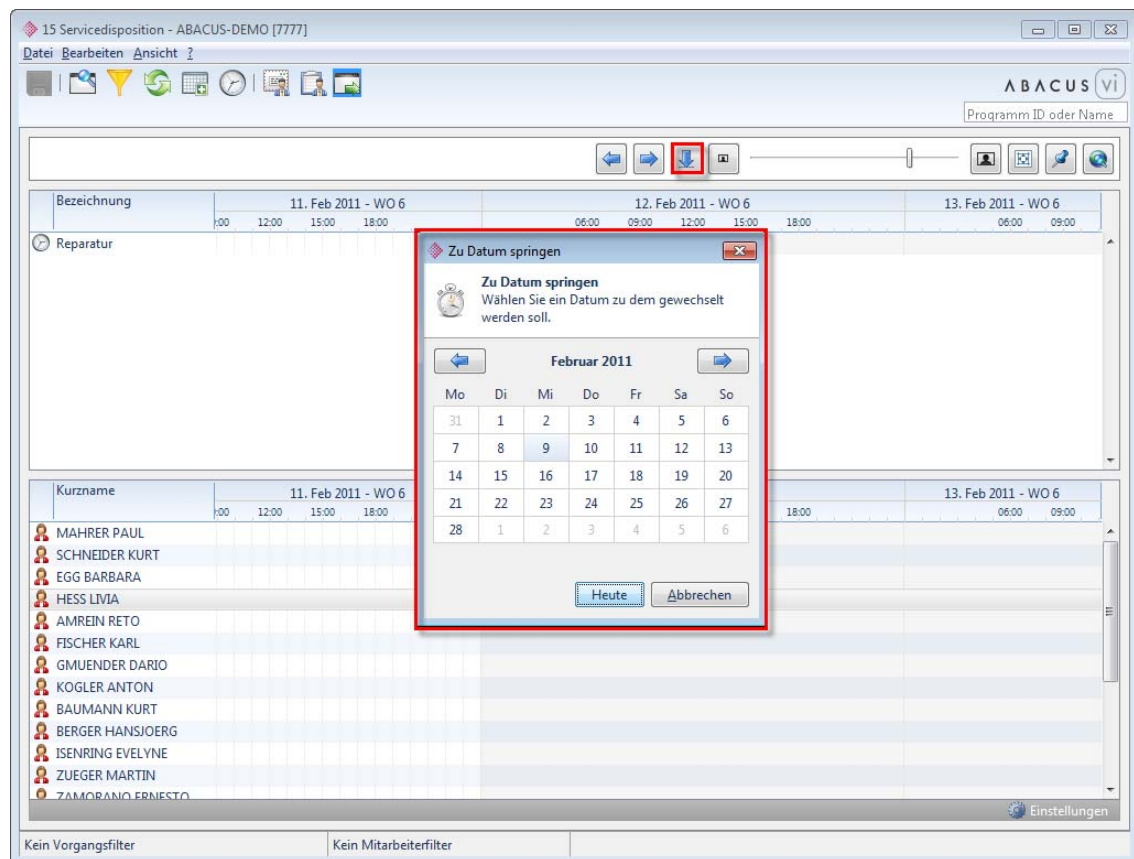 15 Servicedisposition - ABACUS-DEMO [7777]
Datei Bearbeiten Ansicht ?
ABACUS vi
Programm ID oder Name
Bezeichnung 11. Feb 2011 - WO 6 12. Feb 2011 - WO 6 13. Feb 2011 - WO 6
:00 12:00 15:00 18:00 06:00 09:00 12:00 15:00 18:00 06:00 09:00
Reparatur
Zu Datum springen
Zu Datum springen
Wählen Sie ein Datum zu dem gewechselt
werden soll.
Februar 2011
Mo Di Mi Do Fr Sa So
31 1 2 3 4 5 6
7 8 9 10 11 12 13
14 15 16 17 18 19 20
21 22 23 24 25 26 27
28 1 2 3 4 5 6
Heute Abbrechen
Kurzname 11. Feb 2011 - WO 6 13. Feb 2011 - WO 6
:00 12:00 15:00 18:00 18:00 06:00 09:00
MAHRER PAUL
SCHNEIDER KURT
EGG BARBARA
HESS LIVIA
AMREIN RETO
FISCHER KARL
GMUENDER DARIO
KOGLER ANTON
BAUMANN KURT
BERGER HANSJOERG
ISENRING EVELYNE
ZUEGER MARTIN
ZAMORANO ERNESTO
Einstellungen
Kein Vorgangsfilter Kein Mitarbeiterfilter